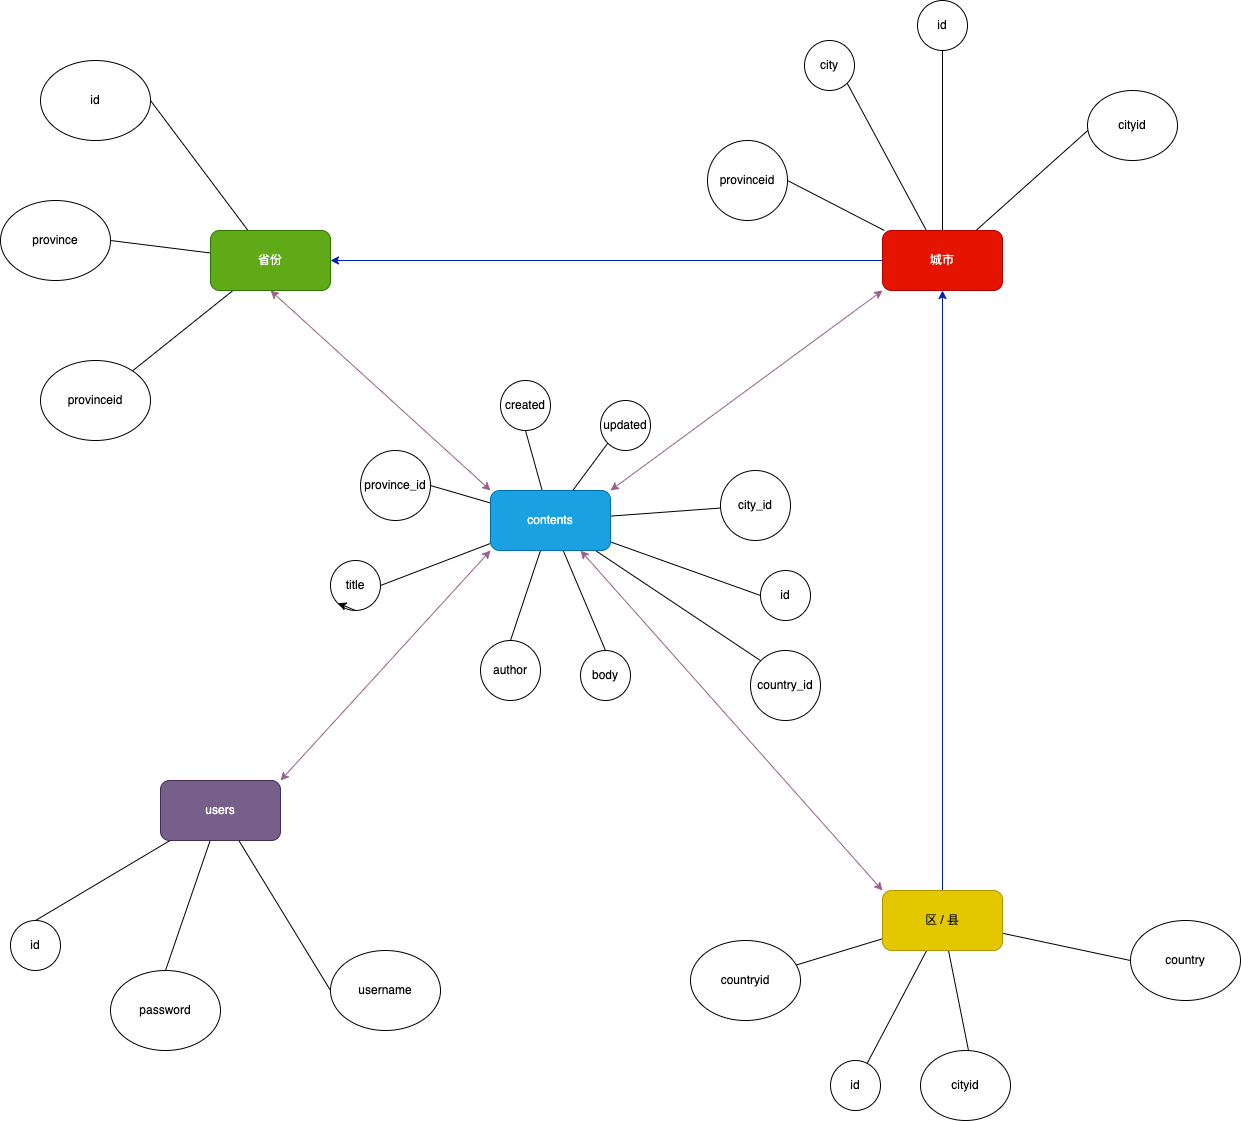 id
city
id
cityid
provinceid
province
省份
城市
provinceid
created
updated
province_id
city_id
contents
title
id
author
body
country_id
users
区 / 县
id
password
username
countryid
country
id
cityid